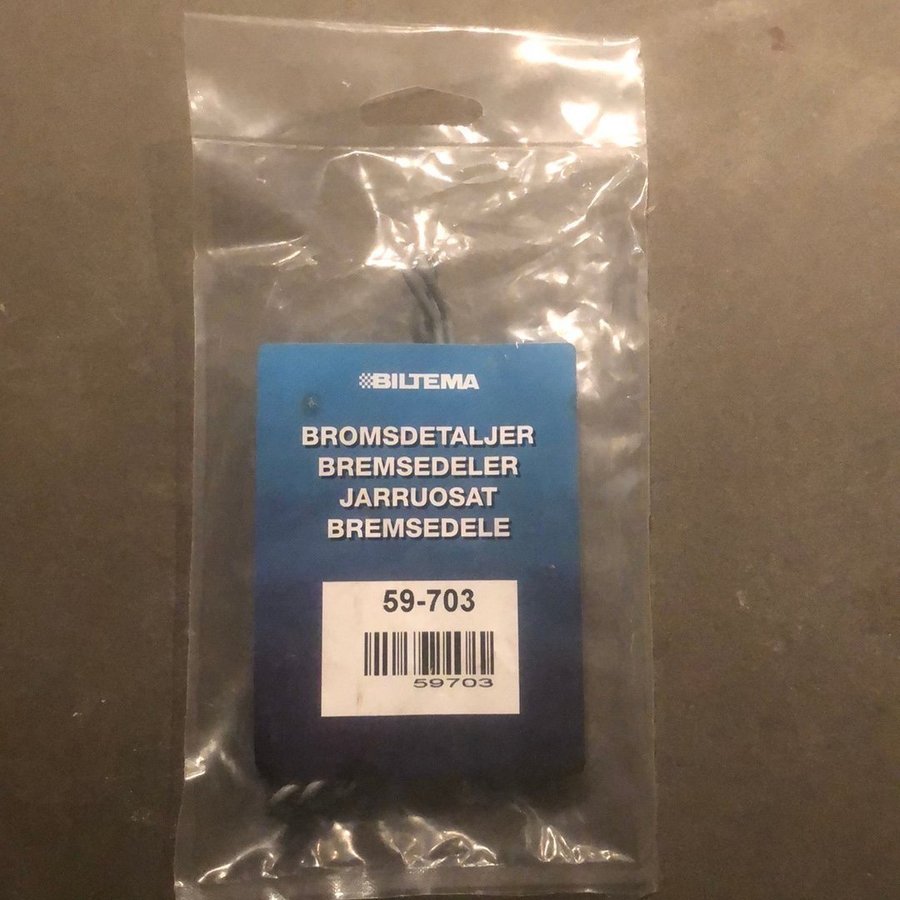 BILTEMA
BROMSDETALJER
BREMSEDELER
JARRUOSAT
BREMSEDELE
59-703
59703